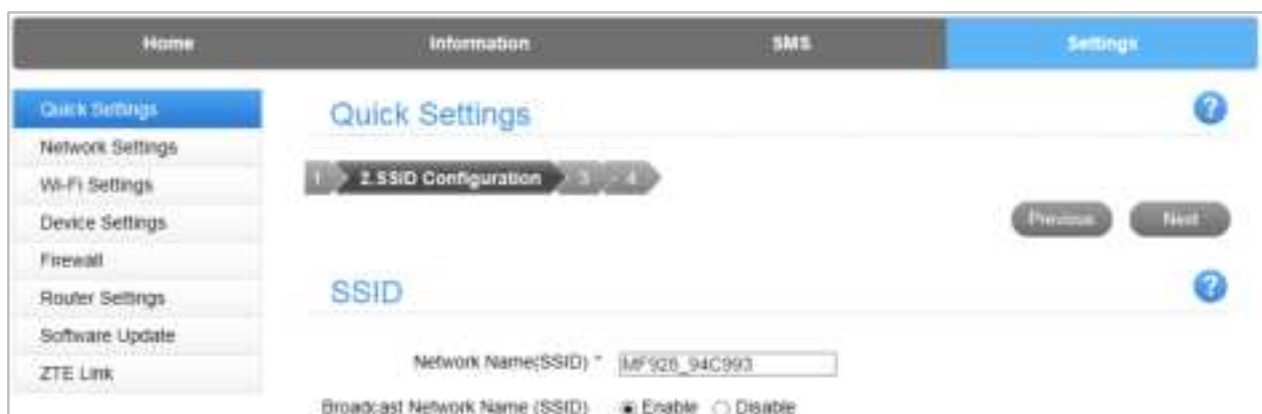 Home Information SMS Settings
Quick Settings
Network Settings
Wi-Fi Settings
Device Settings
Firewall
Router Settings
Software Update
ZTE Link
Quick Settings
1 2.SSID Configuration 3 4
Previous Next
SSID
Network Name(SSID) * MF928_94C993
Broadcast Network Name (SSID) Enable Disable